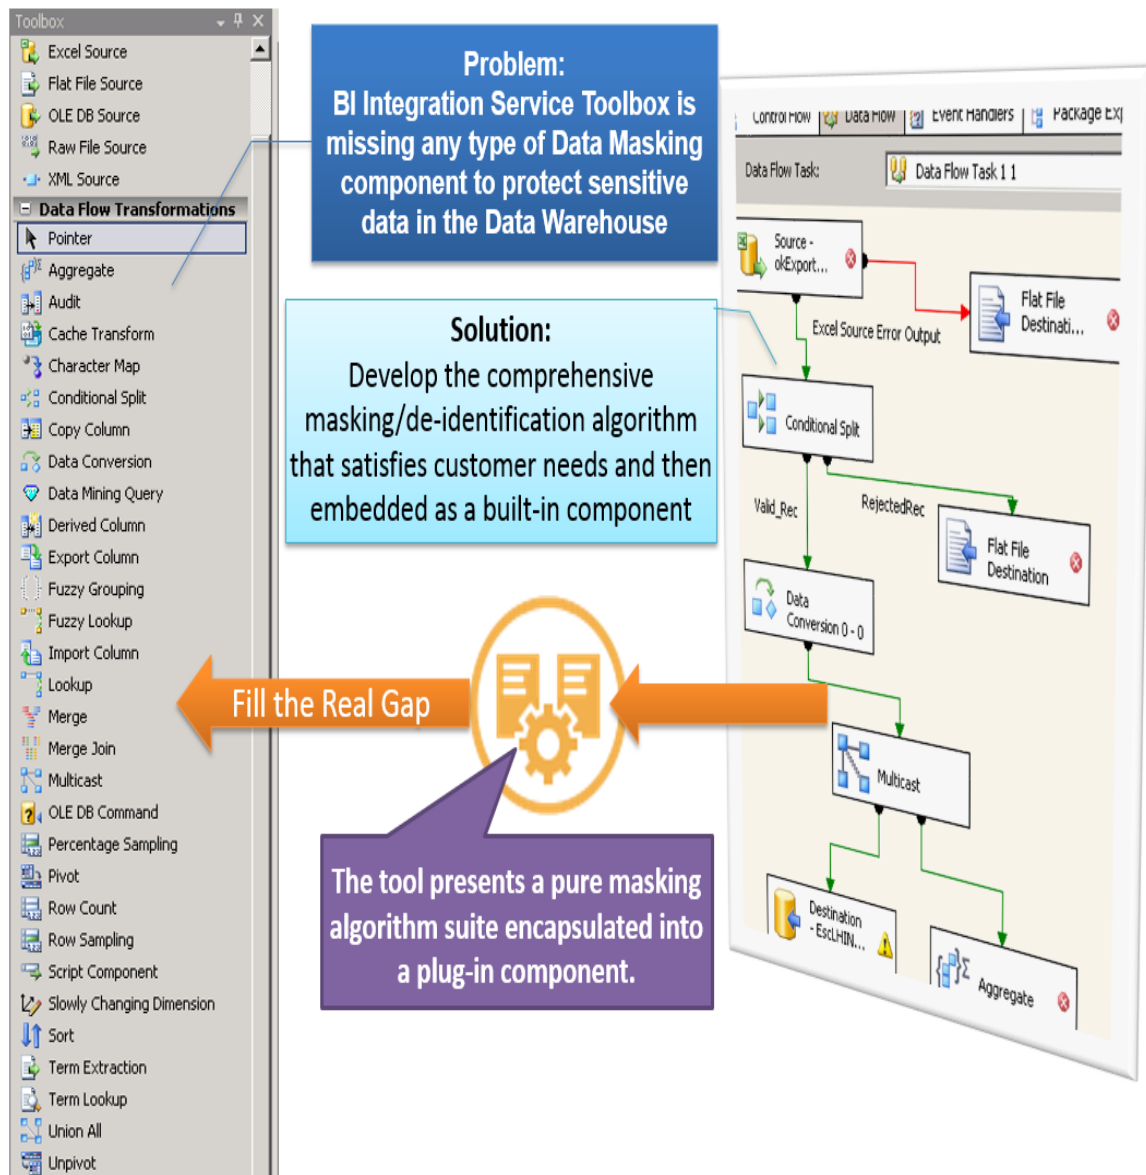 Toolbox
Excel Source
Flat File Source
OLE DB Source
Raw File Source
XML Source
Data Flow Transformations
Pointer
Aggregate
Audit
Cache Transform
Character Map
Conditional Split
Copy Column
Data Conversion
Data Mining Query
Derived Column
Export Column
Fuzzy Grouping
Fuzzy Lookup
Import Column
Lookup
Merge
Merge Join
Multicast
OLE DB Command
Percentage Sampling
Pivot
Row Count
Row Sampling
Script Component
Slowly Changing Dimension
Sort
Term Extraction
Term Lookup
Union All
Unpivot
Problem:
BI Integration Service Toolbox is
missing any type of Data Masking
component to protect sensitive
data in the Data Warehouse
Solution:
Develop the comprehensive
masking/de-identification algorithm
that satisfies customer needs and then
embedded as a built-in component
Fill the Real Gap
The tool presents a pure masking
algorithm suite encapsulated into
a plug-in component.
Control Flow Data Flow Event Handlers Package Exp
Data Flow Task: Data Flow Task 1 1
Source -
okExport...
Flat File
Destinati...
Excel Source Error Output
Conditional Split
Valid_Rec
RejectedRec
Flat File
Destination
Data
Conversion 0 - 0
Multicast
Destination
- EscLHIN...
Aggregate